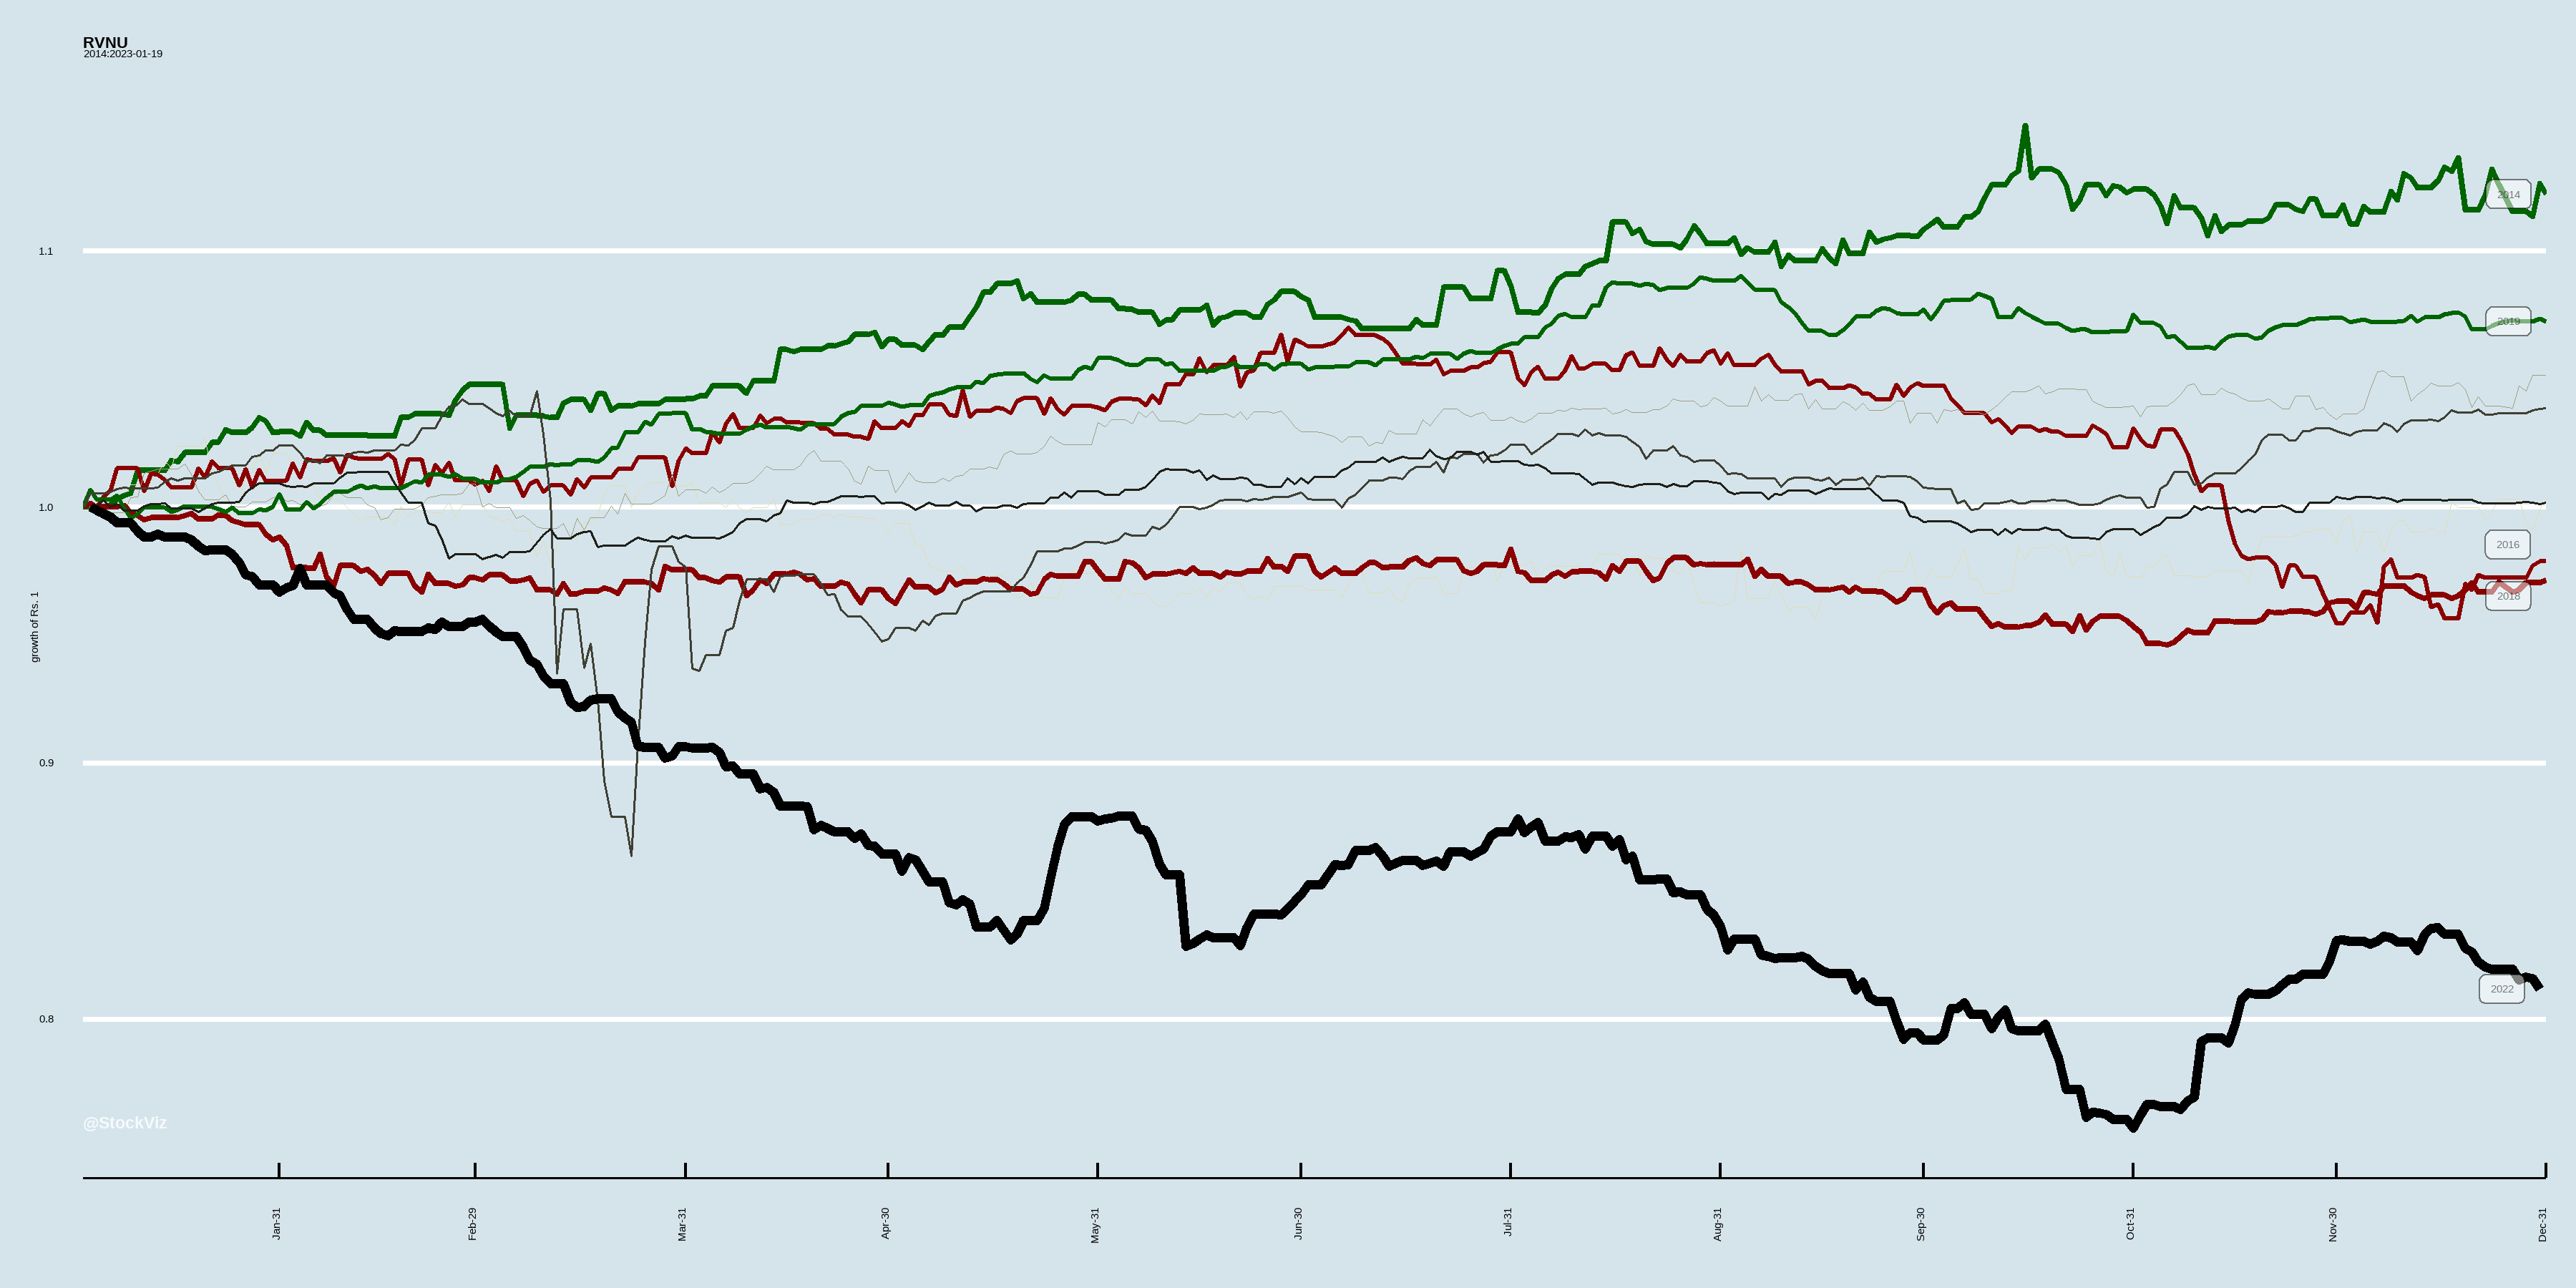 RVNU
2014:2023-01-19
2014
1.1
2019
1.0
2016
growth of Rs. 1
2018
0.9
2022
0.8
@StockViz
Jan-31
Feb-29
Mar-31
Apr-30
May-31
Jun-30
Jul-31
Aug-31
Sep-30
Oct-31
Nov-30
Dec-31